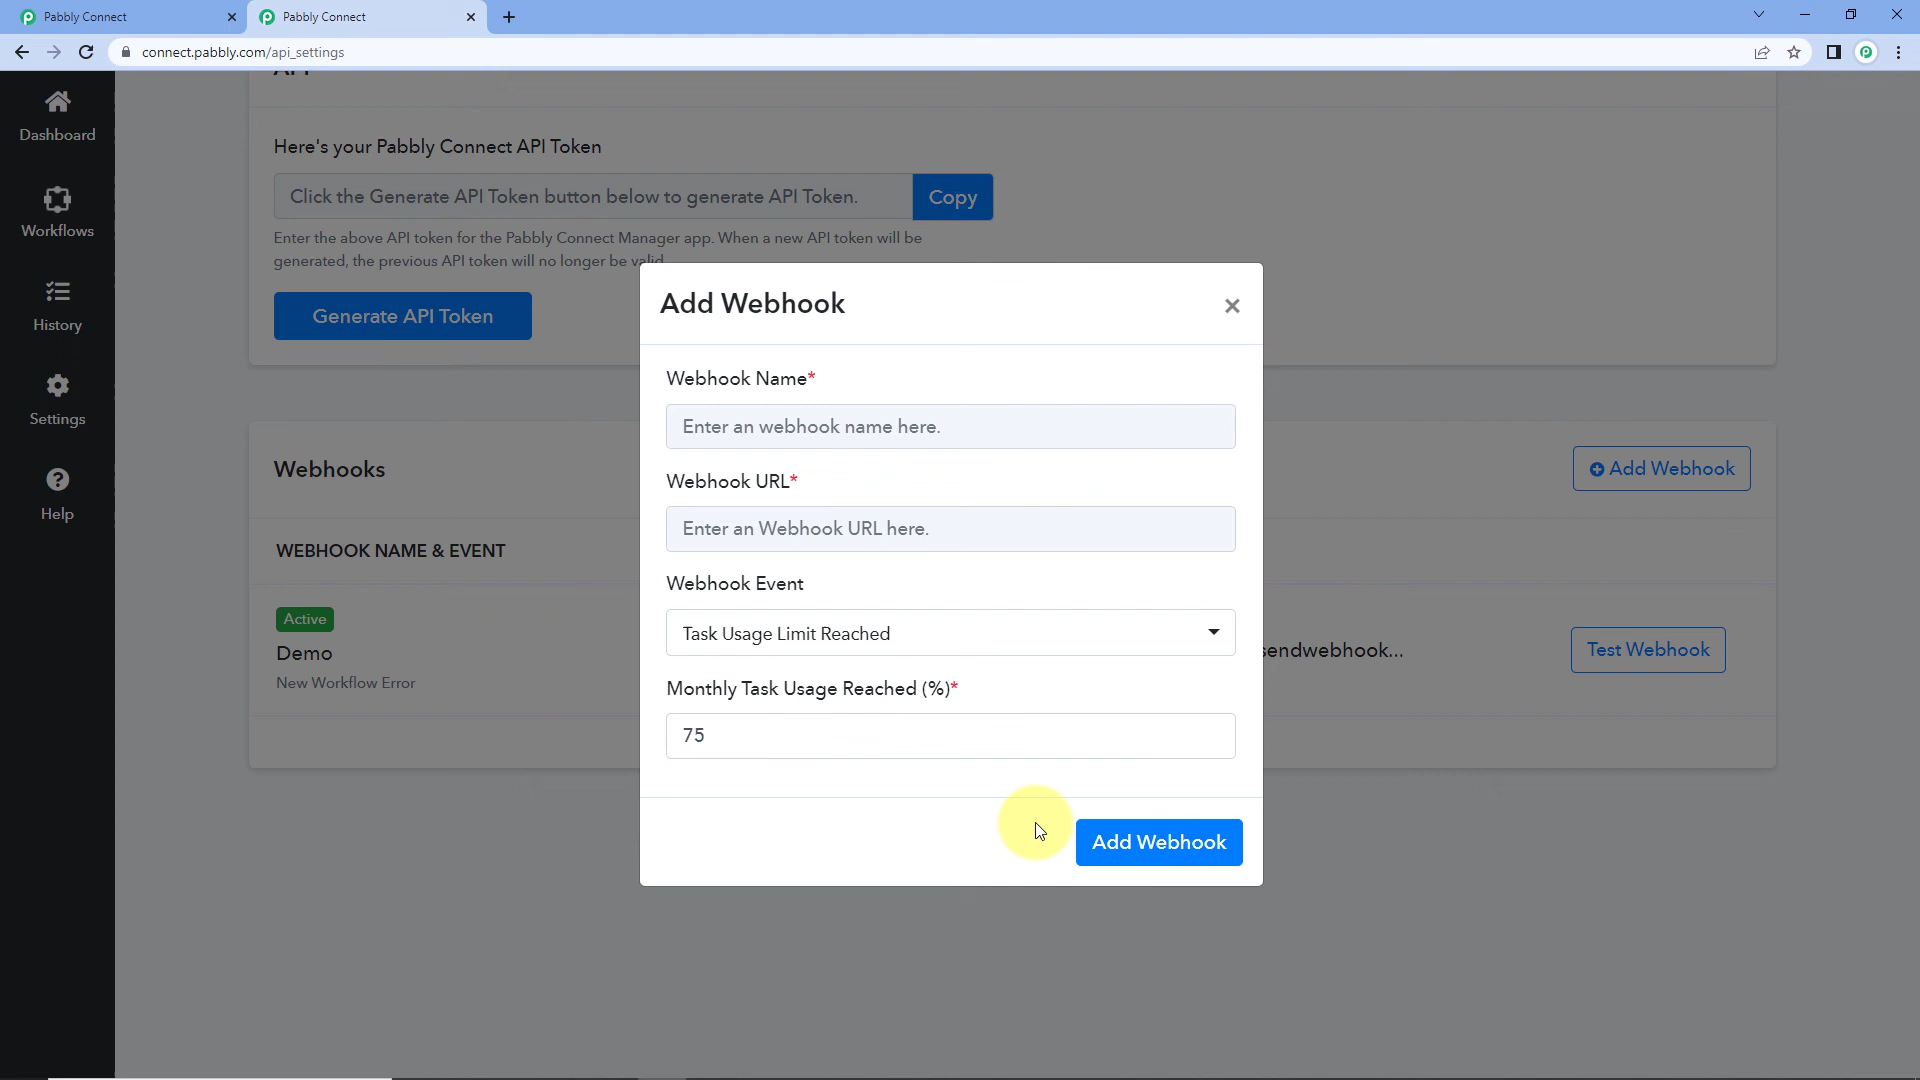 Pabbly Connect
Pabbly Connect
connect.pabbly.com/api_settings
Dashboard
Workflows
History
Settings
Help
Here's your Pabbly Connect API Token
Click the Generate API Token button below to generate API Token.
Copy
Enter the above API token for the Pabbly Connect Manager app. When a new API token will be
generated, the previous API token will no longer be valid.
Generate API Token
Webhooks
Add Webhook
WEBHOOK NAME & EVENT
Active
Demo
New Workflow Error
sendwebhook...
Test Webhook
Add Webhook
Webhook Name*
Enter an webhook name here.
Webhook URL*
Enter an Webhook URL here.
Webhook Event
Task Usage Limit Reached
Monthly Task Usage Reached (%)*
75
Add Webhook